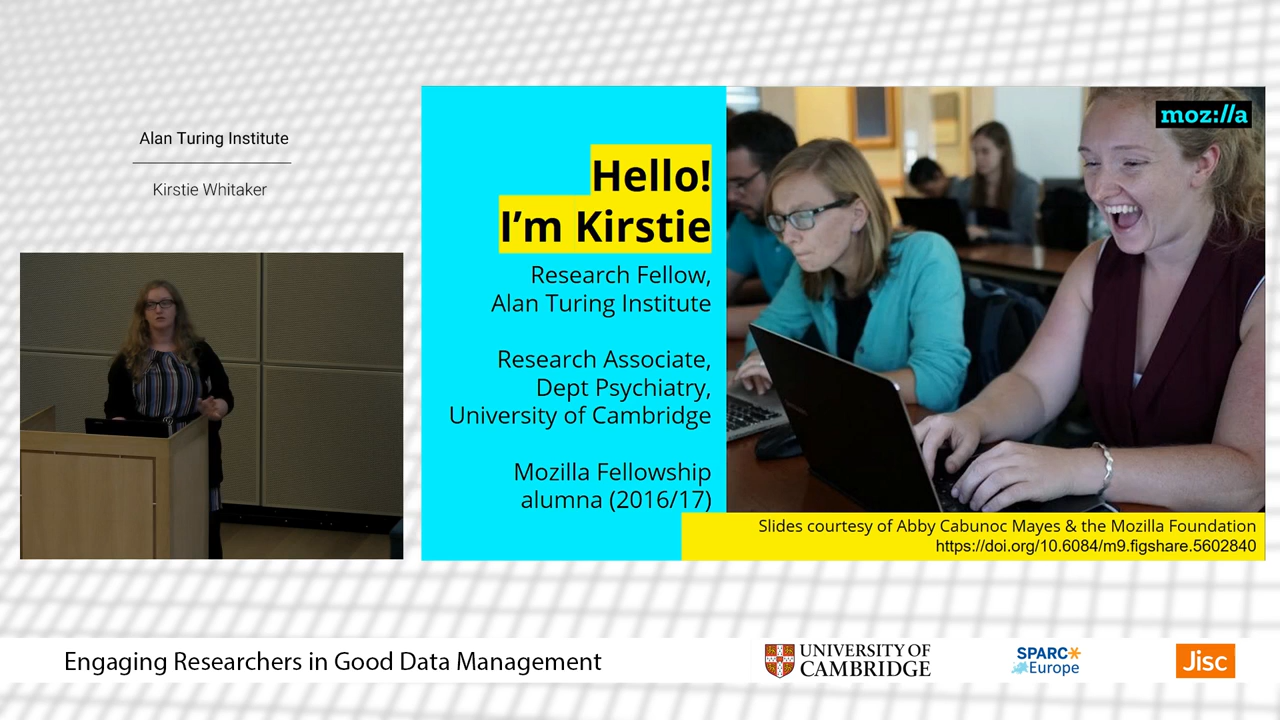 Alan Turing Institute
Kirstie Whitaker
moz://a
Hello!
I'm Kirstie
Research Fellow,
Alan Turing Institute
Research Associate,
Dept Psychiatry,
University of Cambridge
Mozilla Fellowship
alumna (2016/17)
Slides courtesy of Abby Cabunoc Mayes & the Mozilla Foundation
https://doi.org/10.6084/m9.figshare.5602840
Engaging Researchers in Good Data Management
UNIVERSITY OF
CAMBRIDGE
SPARC*
Europe
Jisc